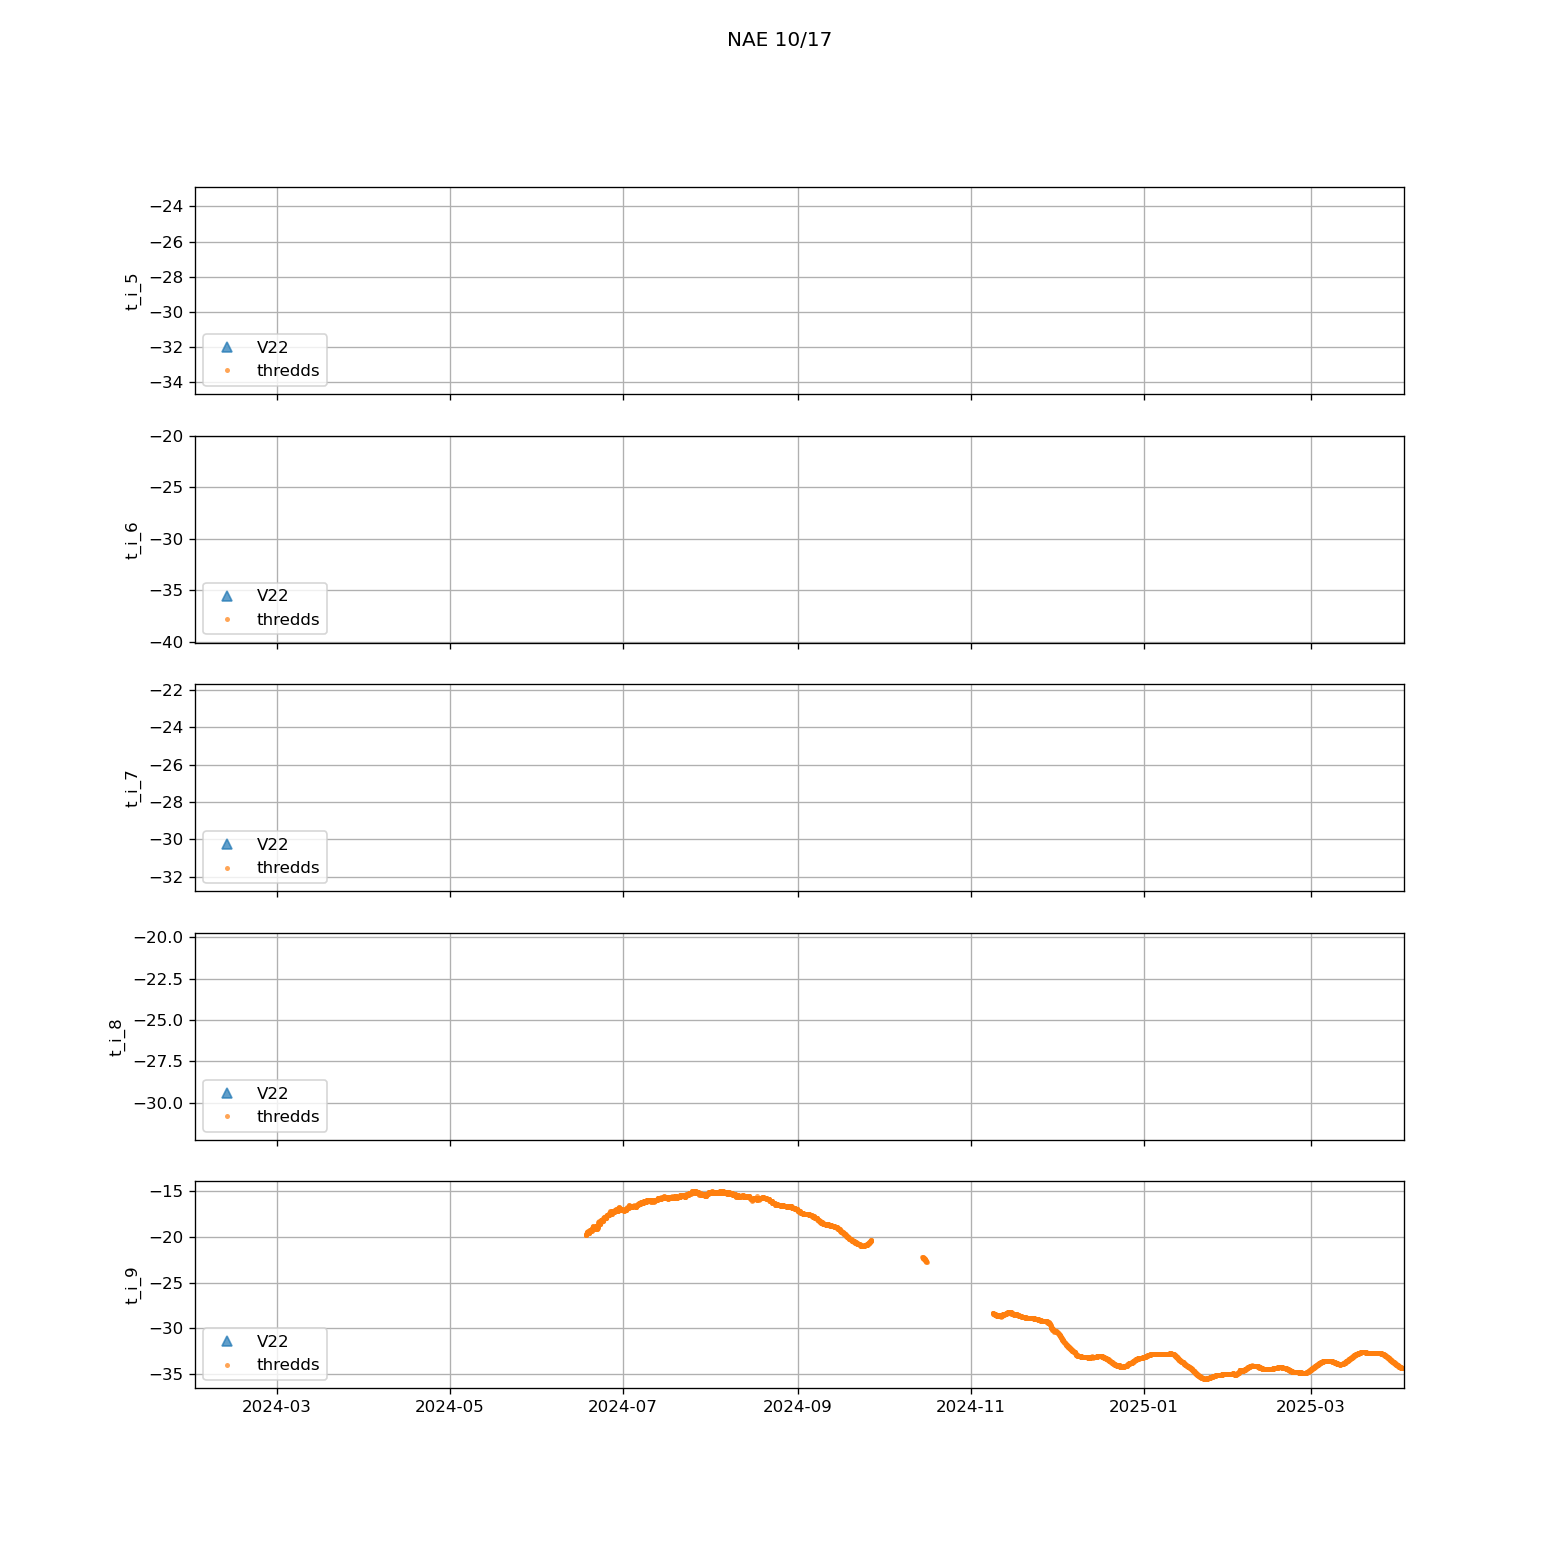 NAE 10/17
−24
−26
−28
−30
−32
−34
t_i_5
V22
thredds
−20
−25
−30
−35
−40
t_i_6
V22
thredds
−22
−24
−26
−28
−30
−32
t_i_7
V22
thredds
−20.0
−22.5
−25.0
−27.5
−30.0
t_i_8
V22
thredds
−15
−20
−25
−30
−35
t_i_9
V22
thredds
2024-03 2024-05 2024-07 2024-09 2024-11 2025-01 2025-03